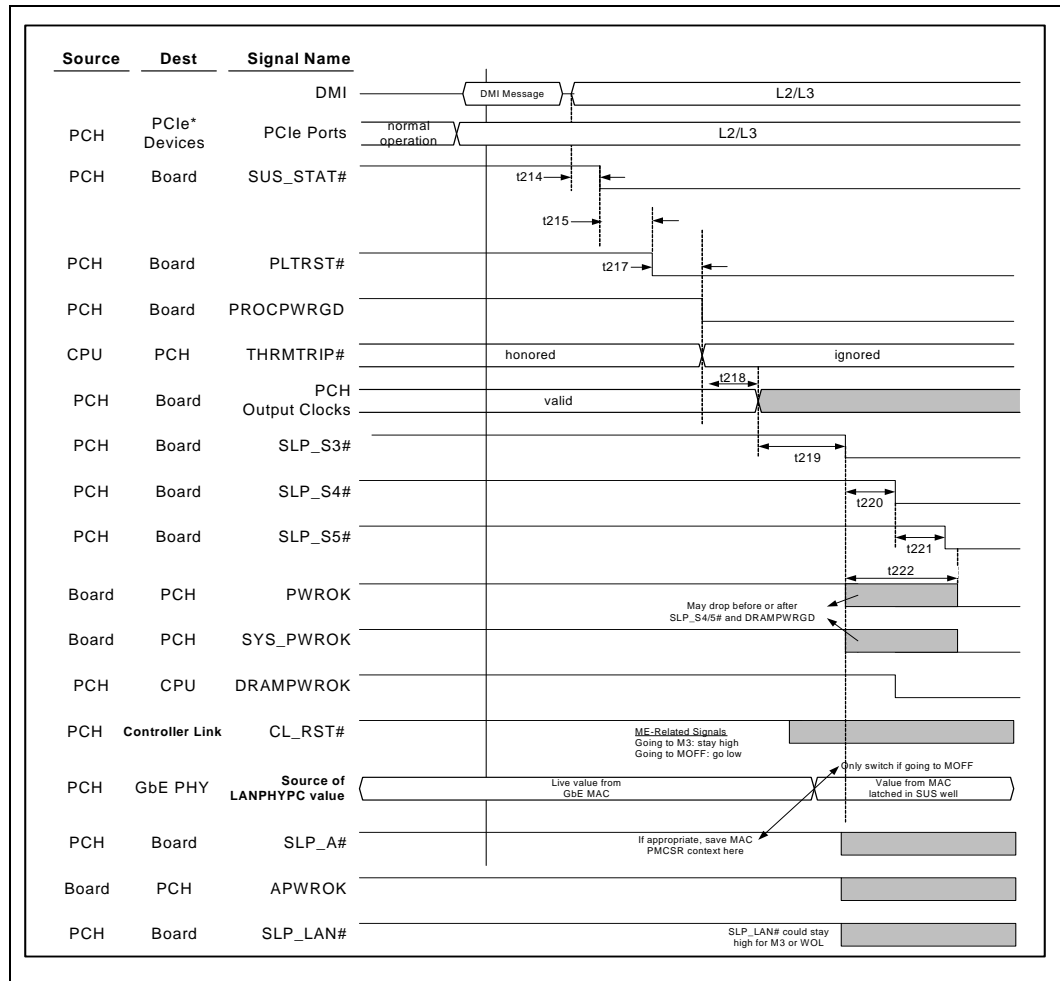 Source Dest Signal Name
DMI
DMI Message
L2/L3
PCH
PCIe*
Devices
PCIe Ports
normal
operation
L2/L3
PCH Board SUS_STAT#
t214
t215
PCH Board PLTRST#
t217
PCH Board PROCPWRGD
CPU PCH THRMTRIP#
honored
ignored
t218
PCH Board
PCH
Output Clocks
valid
PCH Board SLP_S3#
t219
PCH Board SLP_S4#
t220
PCH Board SLP_S5#
t221
t222
Board PCH PWROK
May drop before or after
SLP_S4/5# and DRAMPWRGD
Board PCH SYS_PWROK
PCH CPU DRAMPWROK
PCH Controller Link CL_RST#
ME-Related Signals
Going to M3: stay high
Going to MOFF: go low
Only switch if going to MOFF
PCH GbE PHY
Source of
LANPHYPC value
Live value from
GbE MAC
Value from MAC
latched in SUS well
PCH Board SLP_A#
If appropriate, save MAC
PMCSR context here
Board PCH APWROK
PCH Board SLP_LAN#
SLP_LAN# could stay
high for M3 or WOL